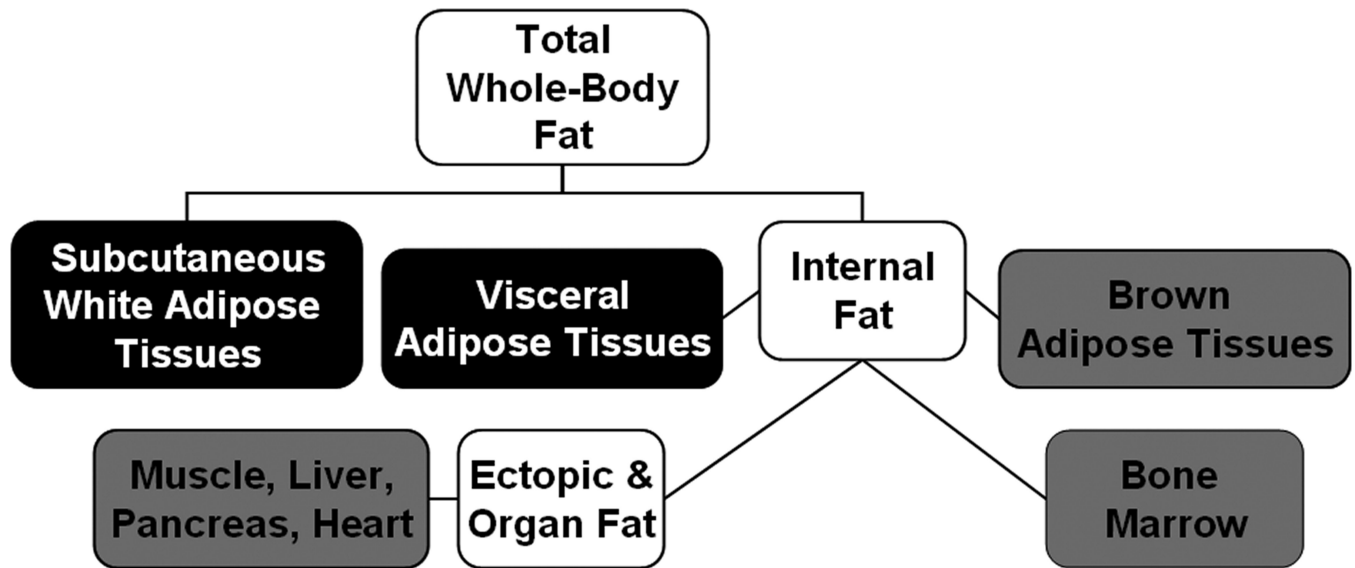 Total
Whole-Body
Fat
Subcutaneous
White Adipose
Tissues
Visceral
Adipose Tissues
Internal
Fat
Brown
Adipose Tissues
Muscle, Liver,
Pancreas, Heart
Ectopic &
Organ Fat
Bone
Marrow